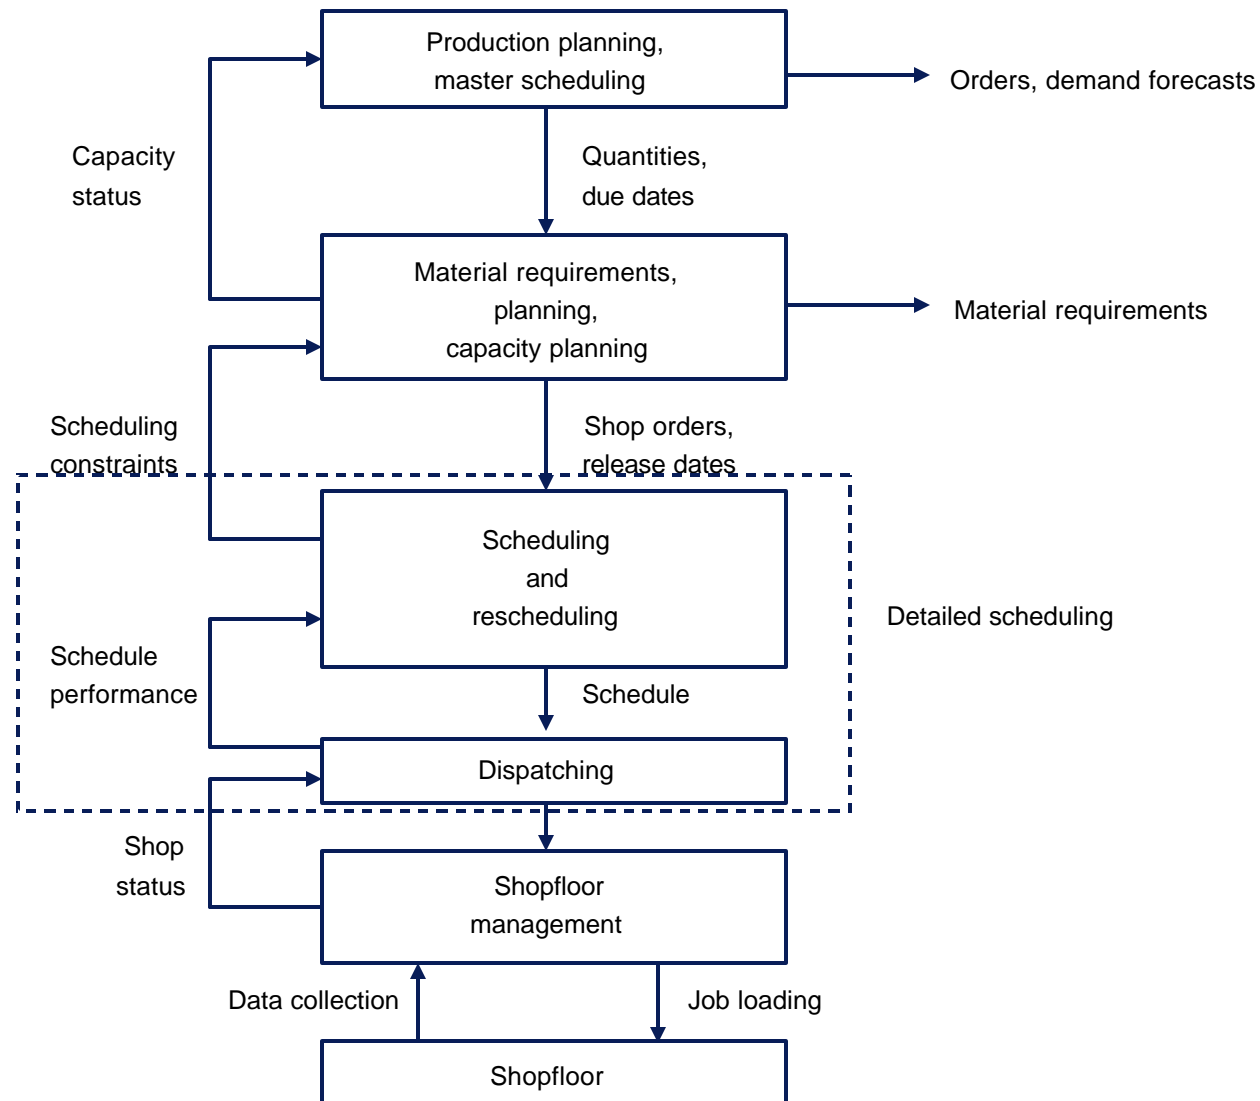 Production planning,
master scheduling
Orders, demand forecasts
Capacity
status
Quantities,
due dates
Material requirements,
planning,
capacity planning
Material requirements
Scheduling
constraints
Shop orders,
release dates
Scheduling
and
rescheduling
Detailed scheduling
Schedule
performance
Schedule
Dispatching
Shop
status
Shopfloor
management
Data collection
Job loading
Shopfloor